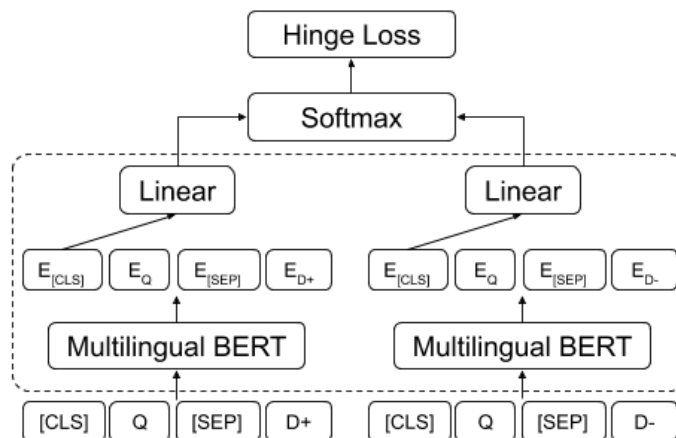 Hinge Loss
Softmax
Linear Linear
E[CLS] EQ E[SEP] ED+ E[CLS] EQ E[SEP] ED-
Multilingual BERT Multilingual BERT
[CLS] Q [SEP] D+ [CLS] Q [SEP] D-